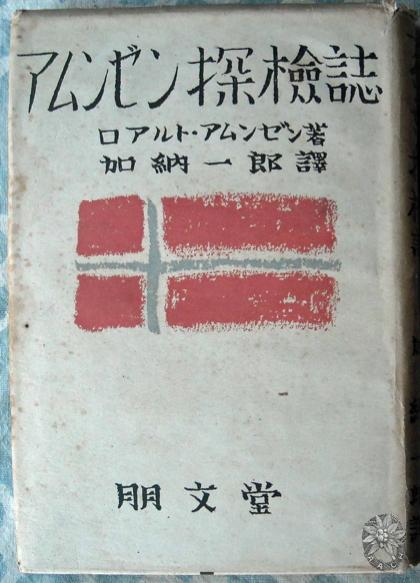 アムンゼン探檢誌
ロアルト・アムンゼン著
加納一郎譯
朋文堂